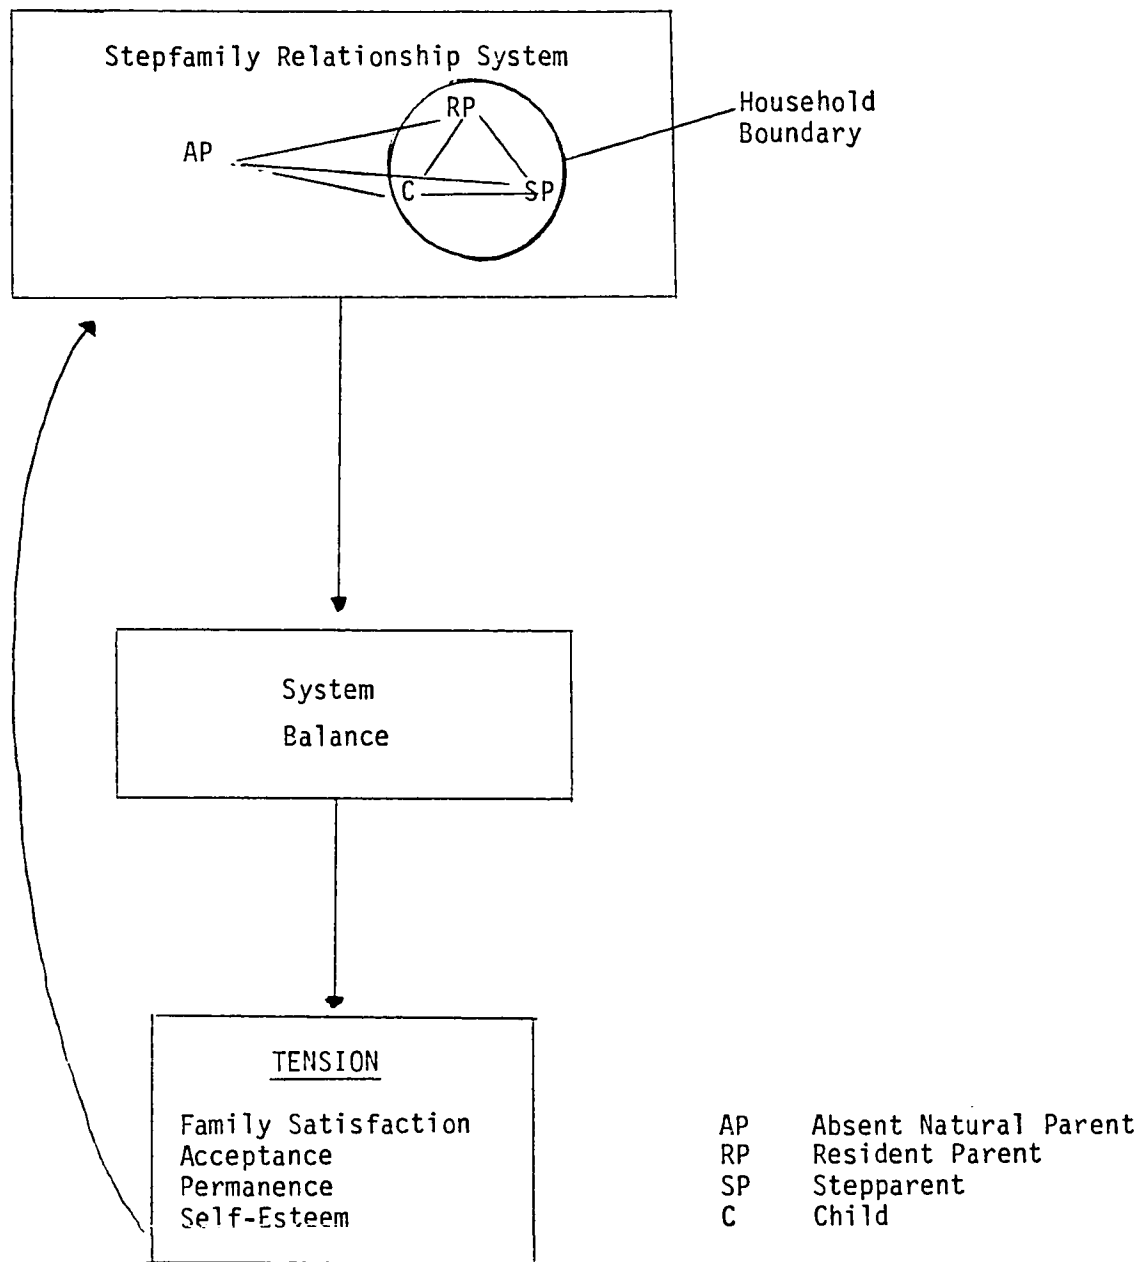 Stepfamily Relationship System
RP
AP
C
SP
Household
Boundary
System
Balance
TENSION
Family Satisfaction
Acceptance
Permanence
Self-Esteem
AP Absent Natural Parent
RP Resident Parent
SP Stepparent
C Child